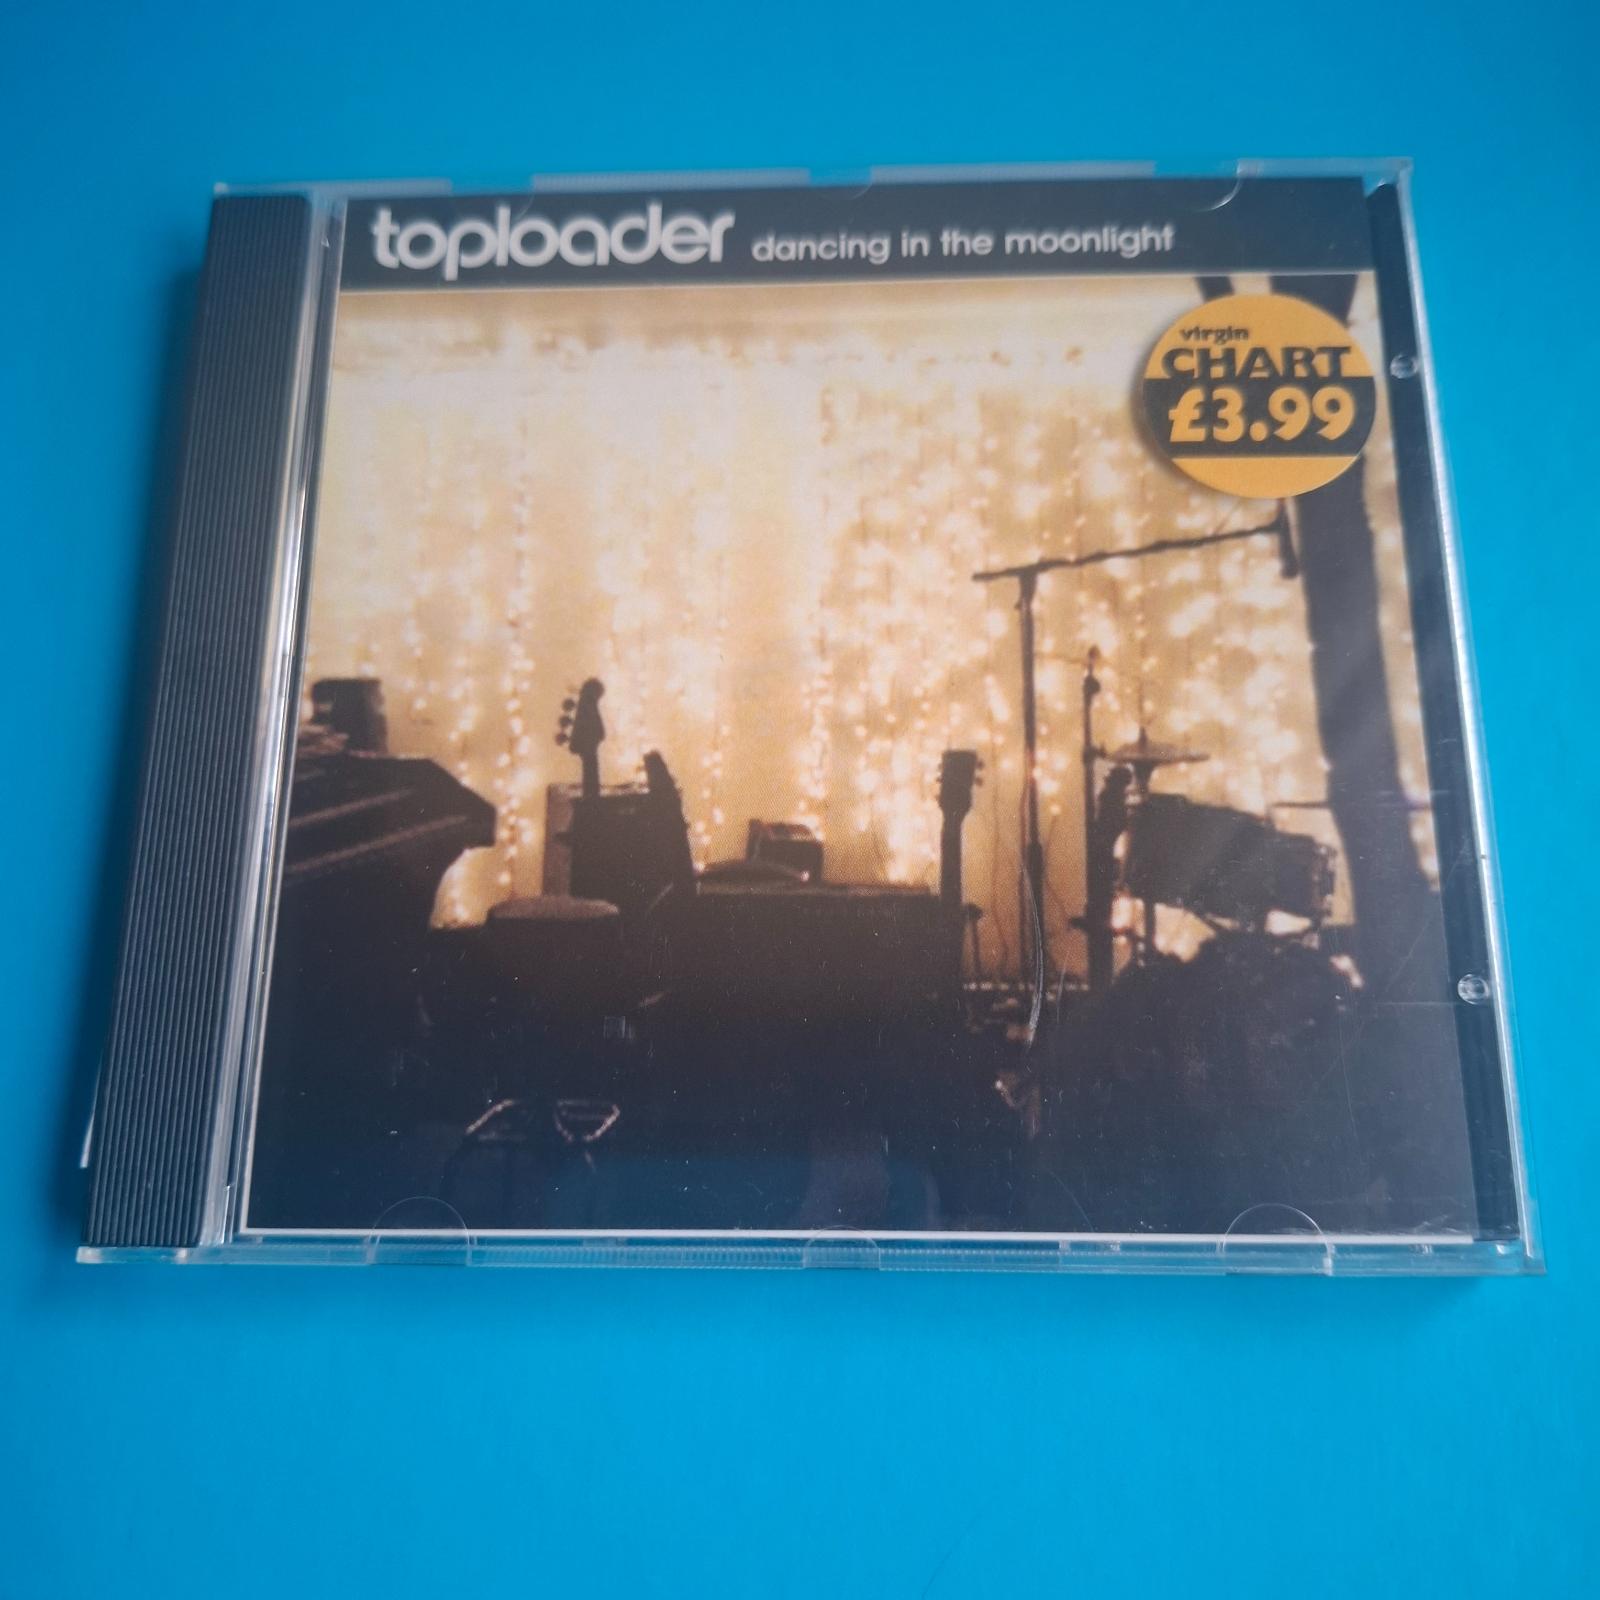 toploader dancing in the moonlight
virgin
CHART
£3.99